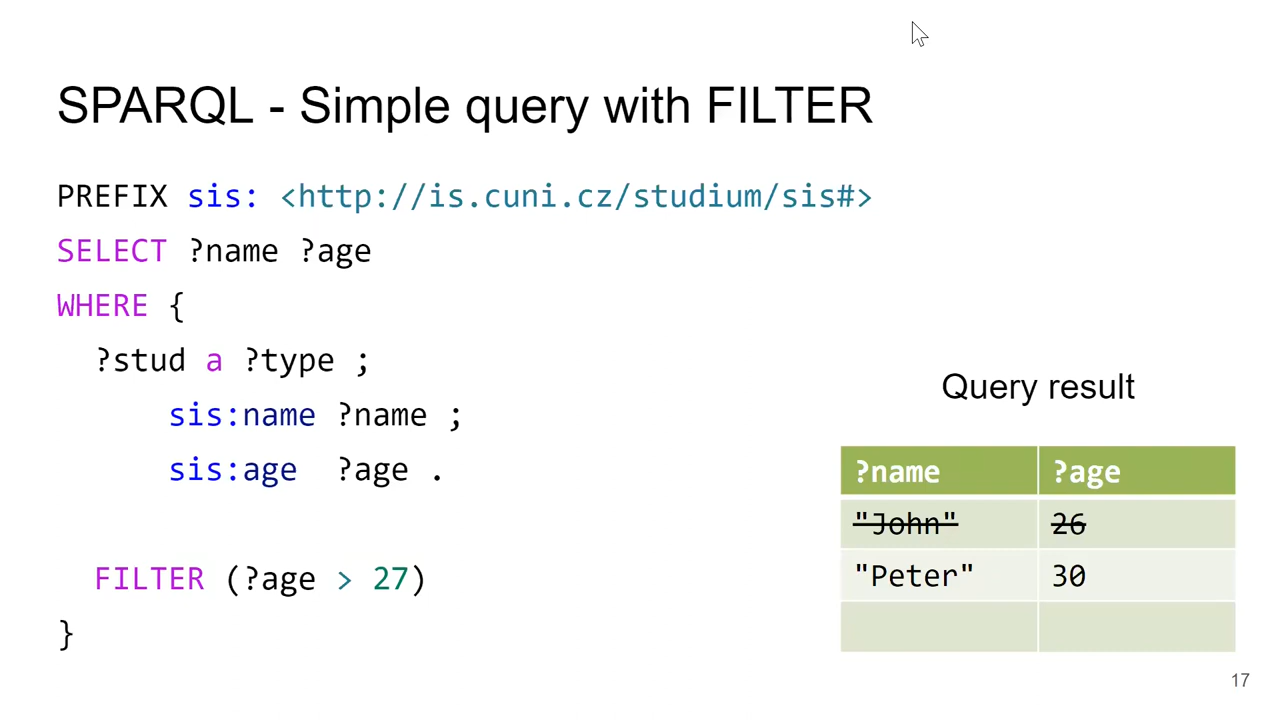 SPARQL - Simple query with FILTER
PREFIX sis: <http://is.cuni.cz/studium/sis#>
SELECT ?name ?age
WHERE {
?stud a ?type ;
sis:name ?name ;
sis:age ?age .
FILTER (?age > 27)
}
Query result
?name ?age
"John" 26
"Peter" 30
17